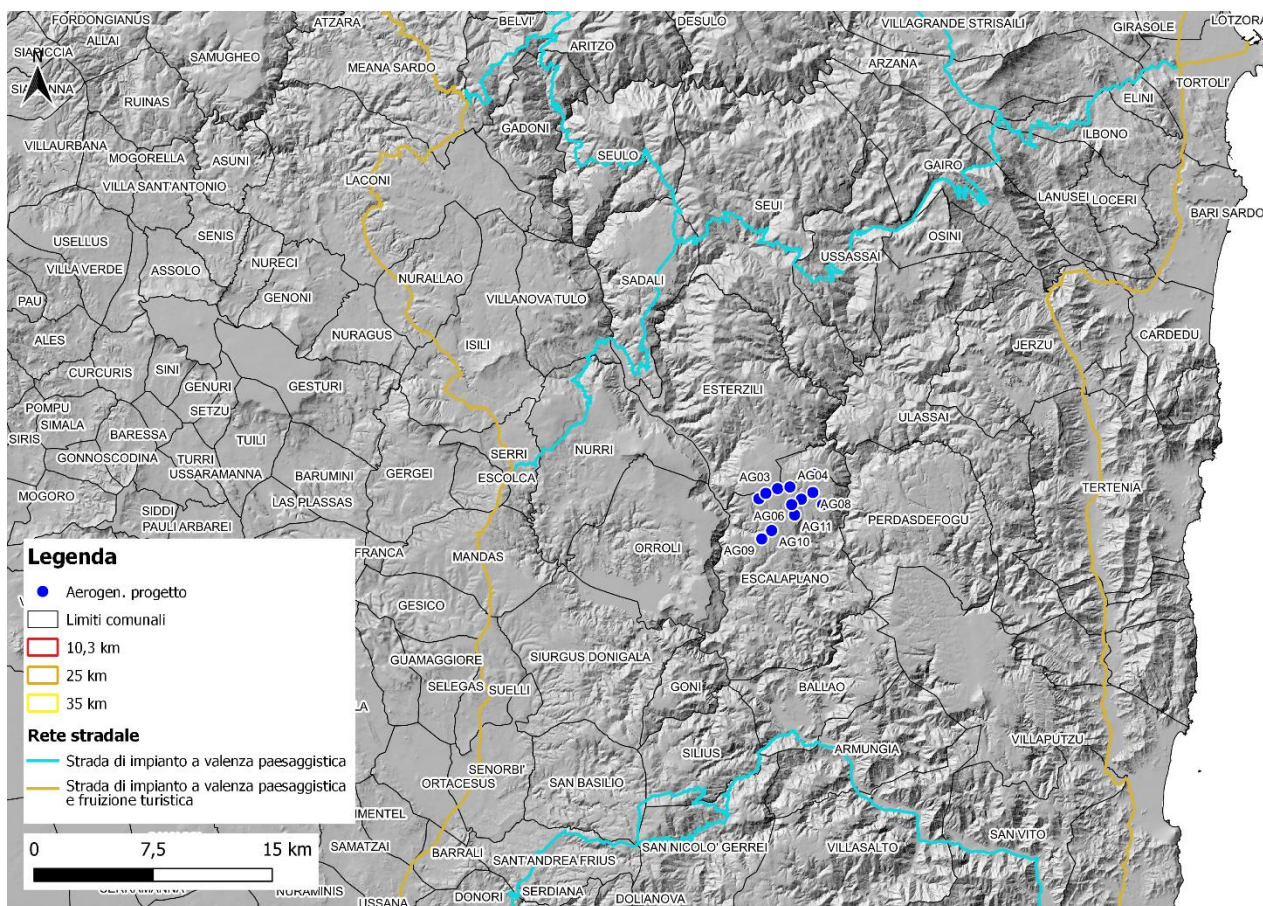 FORDONGIANUS
ALLAI
SIAPICCIA
N
SAMUGHEO
RUINAS
VILLAURBANA
MOGORELLA
ASUNI
VILLA SANT'ANTONIO
ATZARA
BELVI'
DESULO
ARITZO
MEANA SARDO
GADONI
SEULO
LACONI
VILLAGRANDE STRISAILI
ARZANA
GIRASOLE
LOTZORA
TORTOLI'
ELINI
ILBONO
GAIRO
LANUSEI
LOCERI
BARI SARDO
SEUI
USSASSAI
OSINI
USELLUS
SENIS
VILLA VERDE
ASSOLO
NURECI
GENONI
NURALLAO
VILLANOVA TULO
SADALI
PAU
ALES
NURAGUS
ISILI
CARDEDU
JERZU
CURCURIS
SINI
GENURI
GESTURI
SETZU
ESTERZILI
ULASSAI
POMPU
SIMALA
SIRIS
BARESSA
TUILI
GONNOSCODINA
TURRI
USSARAMANNA
BARUMINI
GERGEI
SERRI
ESCOLCA
NURRI
MOGORO
SIDDI
LAS PLASSAS
PAULI ARBAREI
TERTENIA
AG03
AG04
AG06
AG08
AG11
AG10
AG09
PERDASDEFOGU
ORROLI
ESCALAPLANO
FRANCA
MANDAS
GESICO
GUAMAGGIORE
SELEGAS
SUELLI
SIURGUS DONIGALA
GONI
BALLAO
SILIUS
ARMUNGIA
VILLAPUTZU
SENORBI'
ORTACESUS
SAN BASILIO
SAN NICOLO' GERREI
VILLASALTO
SAN VITO
IMENTEL
SAMATZAI
BARRALI
SANT'ANDREA FRIUS
NURAMINIS
USSANA
DONORI
SERDIANA
DOLIANOVA
Legenda
Aerogen. progetto
Limiti comunali
10,3 km
25 km
35 km
Rete stradale
Strada di impianto a valenza paesaggistica
Strada di impianto a valenza paesaggistica
e fruizione turistica
0 7,5 15 km